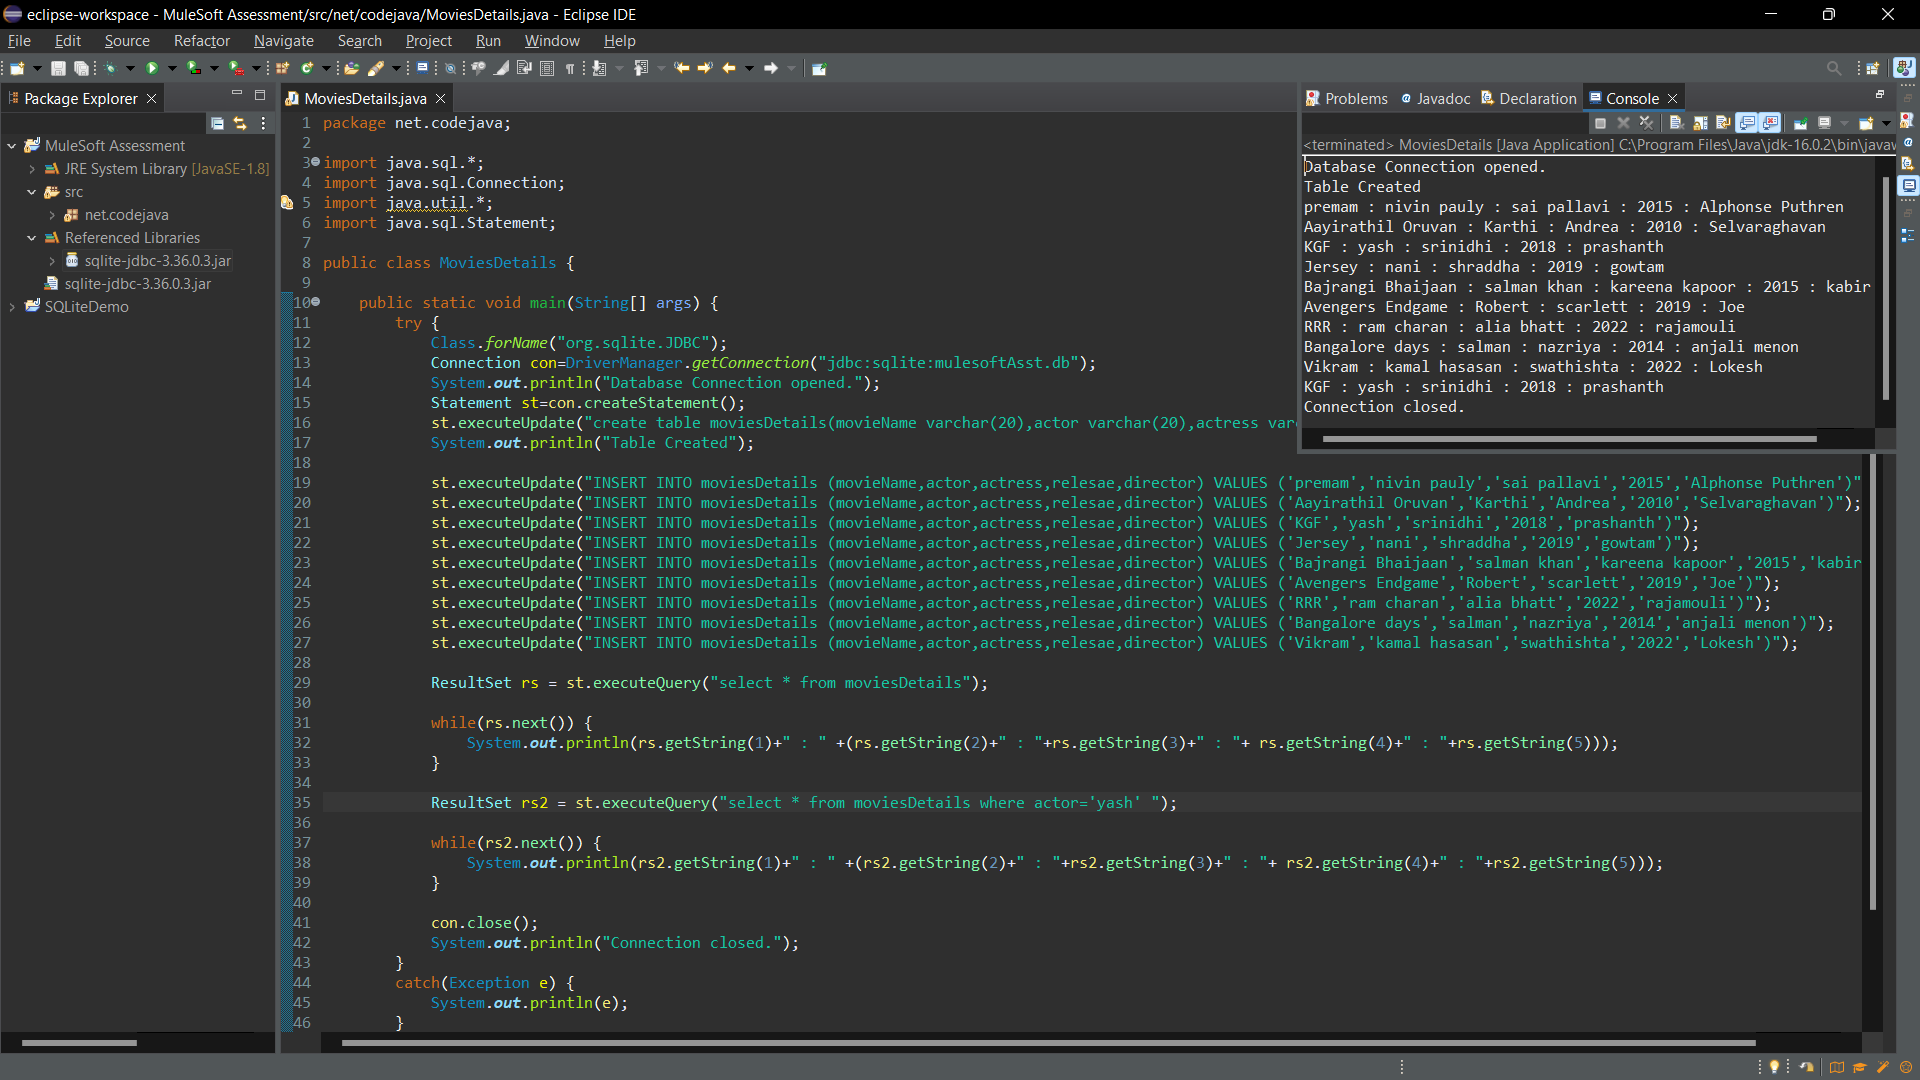 eclipse-workspace - MuleSoft Assessment/src/net/codejava/MoviesDetails.java - Eclipse IDE
File Edit Source Refactor Navigate Search Project Run Window Help
Package Explorer
MuleSoft Assessment
JRE System Library [JavaSE-1.8]
src
net.codejava
Referenced Libraries
sqlite-jdbc-3.36.0.3.jar
sqlite-jdbc-3.36.0.3.jar
SQLiteDemo
MoviesDetails.java
1 package net.codejava;
2
3 import java.sql.*;
4 import java.sql.Connection;
5 import java.util.*;
6 import java.sql.Statement;
7
8 public class MoviesDetails {
9
10 public static void main(String[] args) {
11 try {
12 Class.forName("org.sqlite.JDBC");
13 Connection con=DriverManager.getConnection("jdbc:sqlite:mulesoftAsst.db");
14 System.out.println("Database Connection opened.");
15 Statement st=con.createStatement();
16 st.executeUpdate("create table moviesDetails(movieName varchar(20),actor varchar(20),actress var
17 System.out.println("Table Created");
18
19 st.executeUpdate("INSERT INTO moviesDetails (movieName,actor,actress,relesae,director) VALUES ('premam','nivin pauly','sai pallavi','2015','Alphonse Puthren')"
20 st.executeUpdate("INSERT INTO moviesDetails (movieName,actor,actress,relesae,director) VALUES ('Aayirathil Oruvan','Karthi','Andrea','2010','Selvaraghavan')");
21 st.executeUpdate("INSERT INTO moviesDetails (movieName,actor,actress,relesae,director) VALUES ('KGF','yash','srinidhi','2018','prashanth')");
22 st.executeUpdate("INSERT INTO moviesDetails (movieName,actor,actress,relesae,director) VALUES ('Jersey','nani','shraddha','2019','gowtam')");
23 st.executeUpdate("INSERT INTO moviesDetails (movieName,actor,actress,relesae,director) VALUES ('Bajrangi Bhaijaan','salman khan','kareena kapoor','2015','kabir
24 st.executeUpdate("INSERT INTO moviesDetails (movieName,actor,actress,relesae,director) VALUES ('Avengers Endgame','Robert','scarlett','2019','Joe')");
25 st.executeUpdate("INSERT INTO moviesDetails (movieName,actor,actress,relesae,director) VALUES ('RRR','ram charan','alia bhatt','2022','rajamouli')");
26 st.executeUpdate("INSERT INTO moviesDetails (movieName,actor,actress,relesae,director) VALUES ('Bangalore days','salman','nazriya','2014','anjali menon')");
27 st.executeUpdate("INSERT INTO moviesDetails (movieName,actor,actress,relesae,director) VALUES ('Vikram','kamal hasasan','swathishta','2022','Lokesh')");
28
29 ResultSet rs = st.executeQuery("select * from moviesDetails");
30
31 while(rs.next()) {
32 System.out.println(rs.getString(1)+" : " +(rs.getString(2)+" : "+rs.getString(3)+" : "+ rs.getString(4)+" : "+rs.getString(5)));
33 }
34
35 ResultSet rs2 = st.executeQuery("select * from moviesDetails where actor='yash' ");
36
37 while(rs2.next()) {
38 System.out.println(rs2.getString(1)+" : " +(rs2.getString(2)+" : "+rs2.getString(3)+" : "+ rs2.getString(4)+" : "+rs2.getString(5)));
39 }
40
41 con.close();
42 System.out.println("Connection closed.");
43 }
44 catch(Exception e) {
45 System.out.println(e);
46 }
Problems Javadoc Declaration Console
<terminated> MoviesDetails [Java Application] C:\Program Files\Java\jdk-16.0.2\bin\javaw
Database Connection opened.
Table Created
premam : nivin pauly : sai pallavi : 2015 : Alphonse Puthren
Aayirathil Oruvan : Karthi : Andrea : 2010 : Selvaraghavan
KGF : yash : srinidhi : 2018 : prashanth
Jersey : nani : shraddha : 2019 : gowtam
Bajrangi Bhaijaan : salman khan : kareena kapoor : 2015 : kabir
Avengers Endgame : Robert : scarlett : 2019 : Joe
RRR : ram charan : alia bhatt : 2022 : rajamouli
Bangalore days : salman : nazriya : 2014 : anjali menon
Vikram : kamal hasasan : swathishta : 2022 : Lokesh
KGF : yash : srinidhi : 2018 : prashanth
Connection closed.